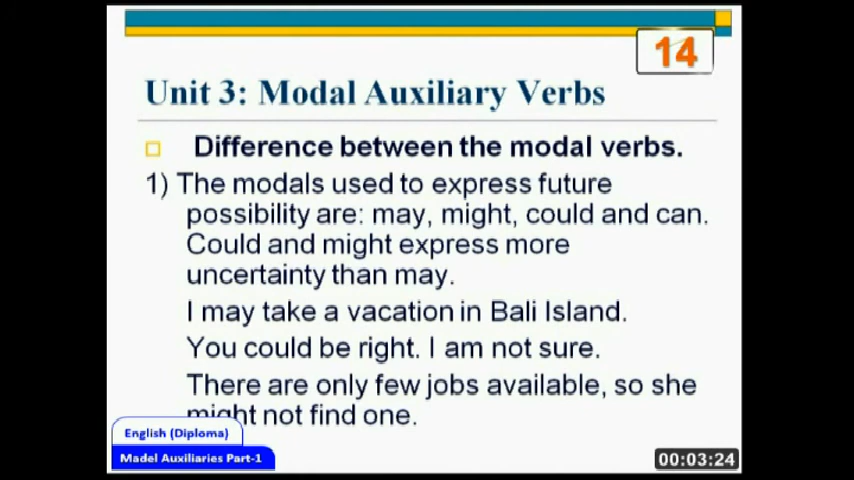 14
Unit 3: Modal Auxiliary Verbs
Difference between the modal verbs.
1) The modals used to express future
possibility are: may, might, could and can.
Could and might express more
uncertainty than may.
I may take a vacation in Bali Island.
You could be right. I am not sure.
There are only few jobs available, so she
might not find one.
English (Diploma)
Madel Auxiliaries Part-1
00:03:24